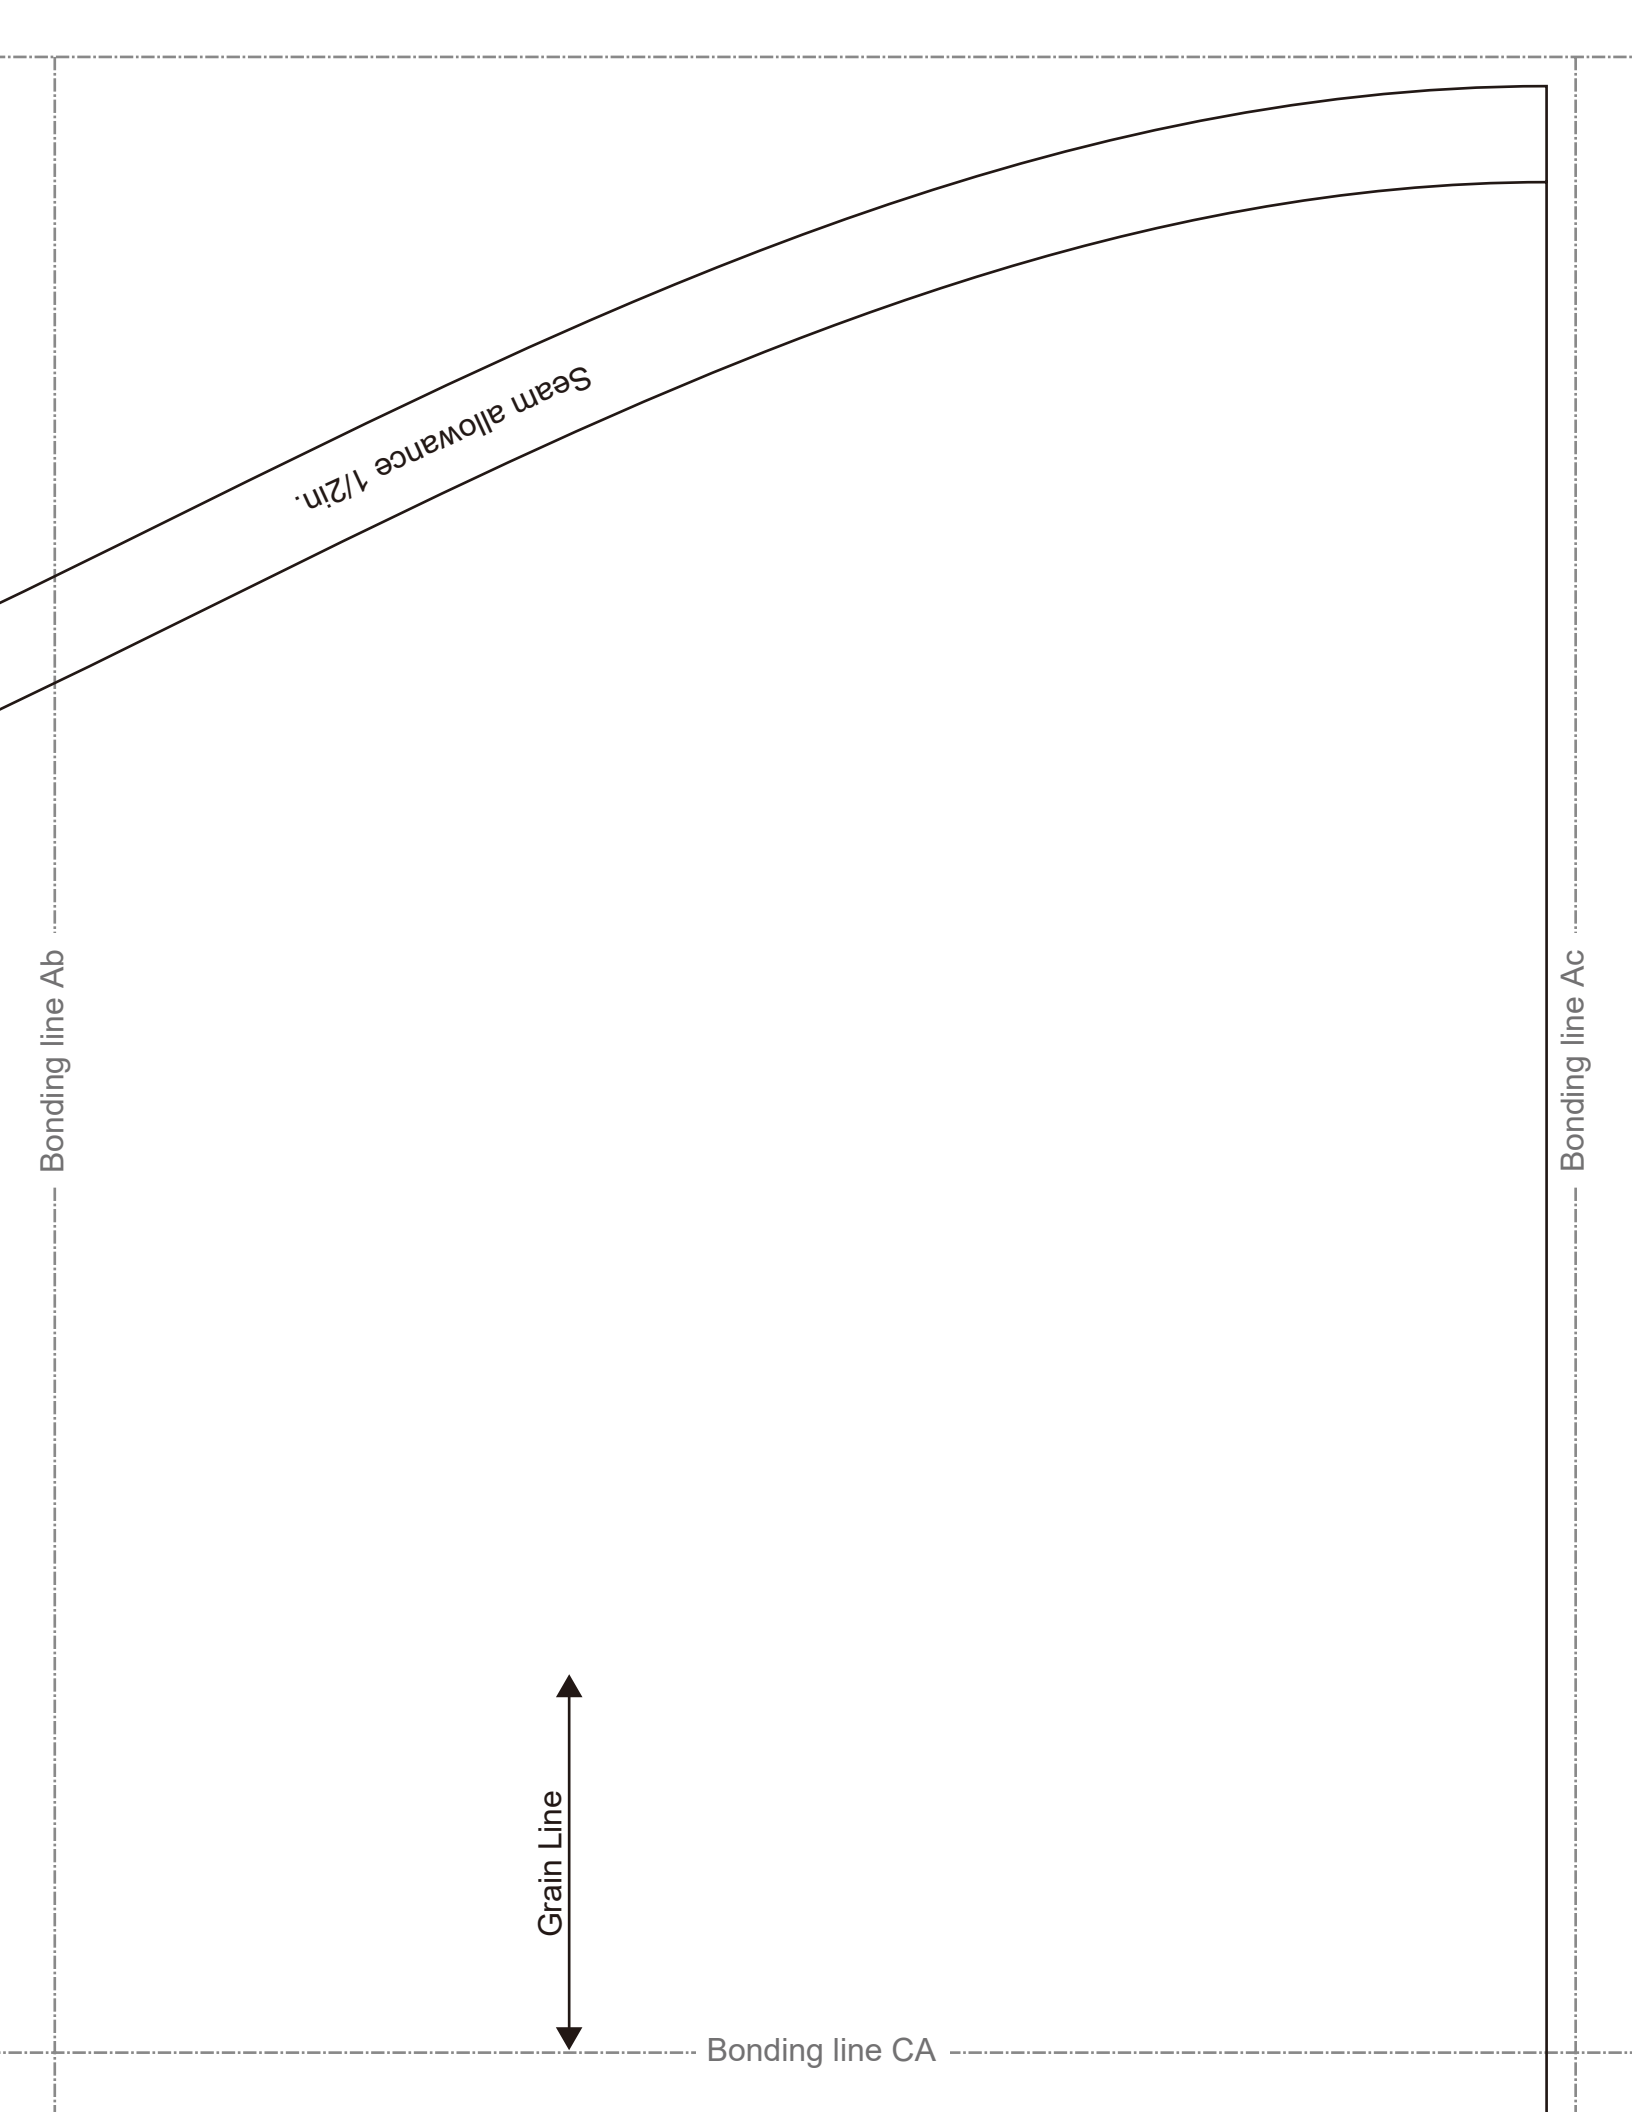 Seam allowance 1/2in.
Bonding line Ab
Bonding line Ac
Grain Line
Bonding line CA